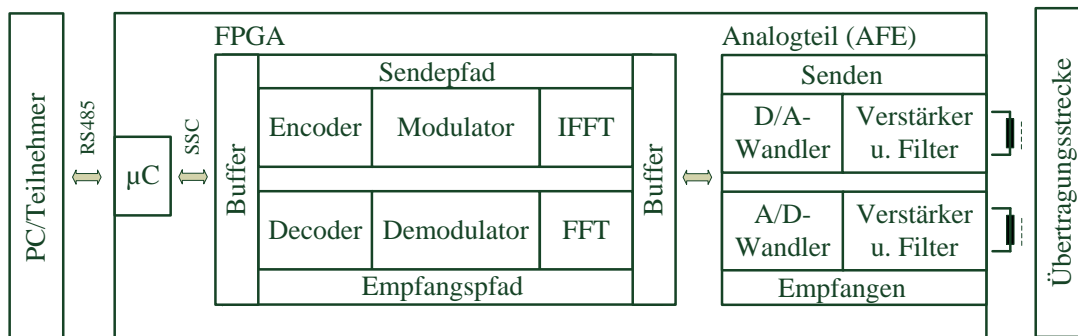 PC/Teilnehmer
RS485
µC
SSC
FPGA
Buffer
Sendepfad
Encoder
Modulator
IFFT
Decoder
Demodulator
FFT
Empfangspfad
Buffer
Analogteil (AFE)
Senden
D/A-
Wandler
Verstärker
u. Filter
A/D-
Wandler
Verstärker
u. Filter
Empfangen
Übertragungsstrecke